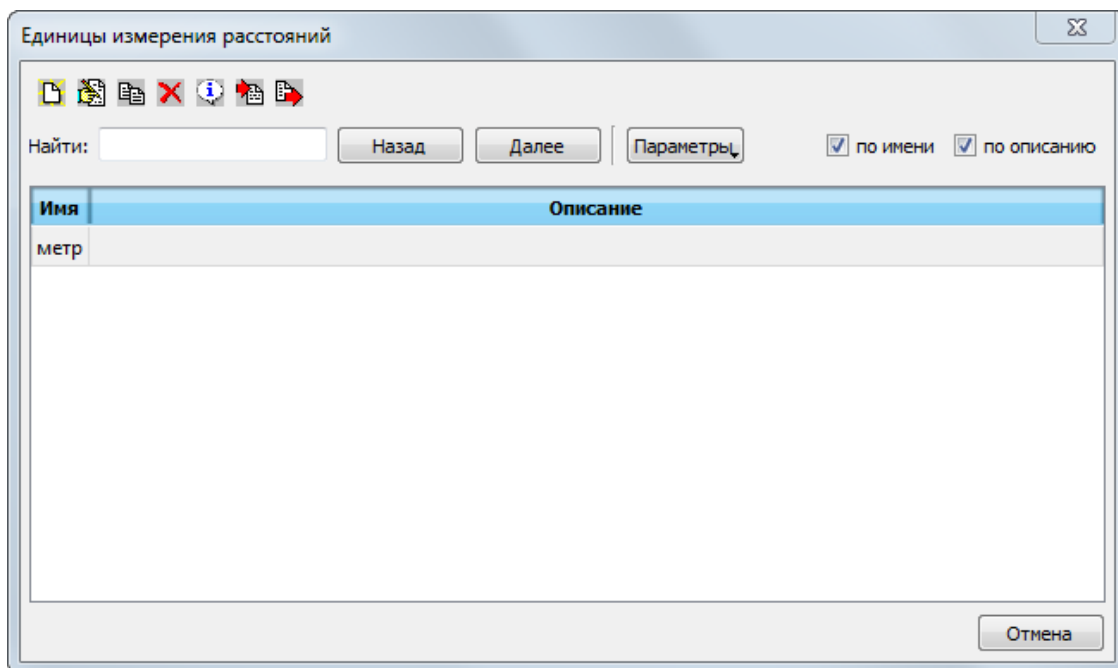 Единицы измерения расстояний
Найти: Назад Далее Параметры по имени по описанию
Имя Описание
метр
Отмена